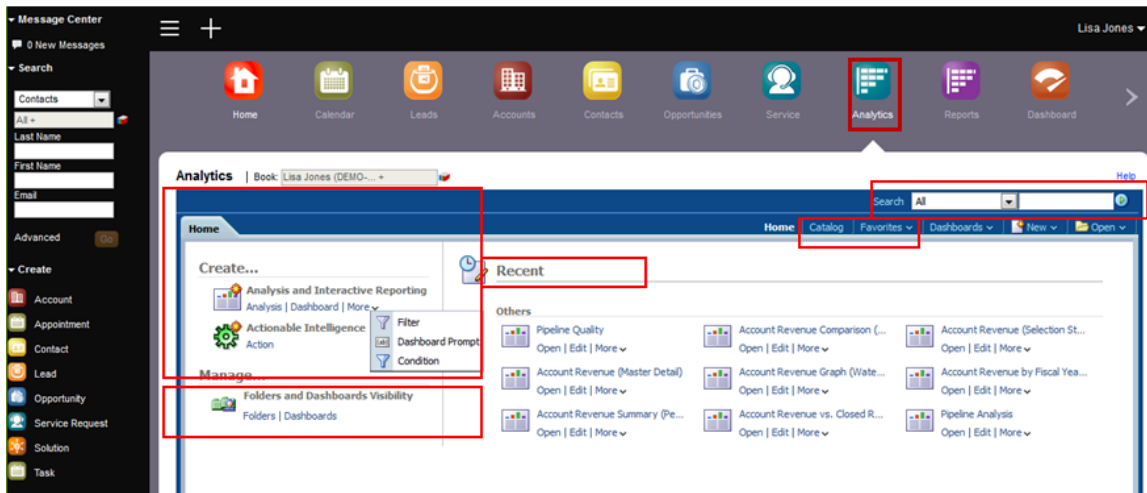 Message Center
0 New Messages
Search
Contacts
All +
Last Name
First Name
Email
Advanced Go
Create
Account
Appointment
Contact
Lead
Opportunity
Service Request
Solution
Task
Lisa Jones
Home Calendar Leads Accounts Contacts Opportunities Service Analytics Reports Dashboard
Analytics | Book: Lisa Jones (DEMO-... +
Help
Search All
Home
Home Catalog Favorites Dashboards New Open
Create...
Analysis and Interactive Reporting
Analysis | Dashboard | More
Filter
Dashboard Prompt
Condition
Actionable Intelligence
Action
Manage...
Folders and Dashboards Visibility
Folders | Dashboards
Recent
Others
Pipeline Quality Account Revenue Comparison (... Account Revenue (Selection St...
Open | Edit | More Open | Edit | More Open | Edit | More
Account Revenue (Master Detail) Account Revenue Graph (Wate... Account Revenue by Fiscal Yea...
Open | Edit | More Open | Edit | More Open | Edit | More
Account Revenue Summary (Pe... Account Revenue vs. Closed R... Pipeline Analysis
Open | Edit | More Open | Edit | More Open | Edit | More